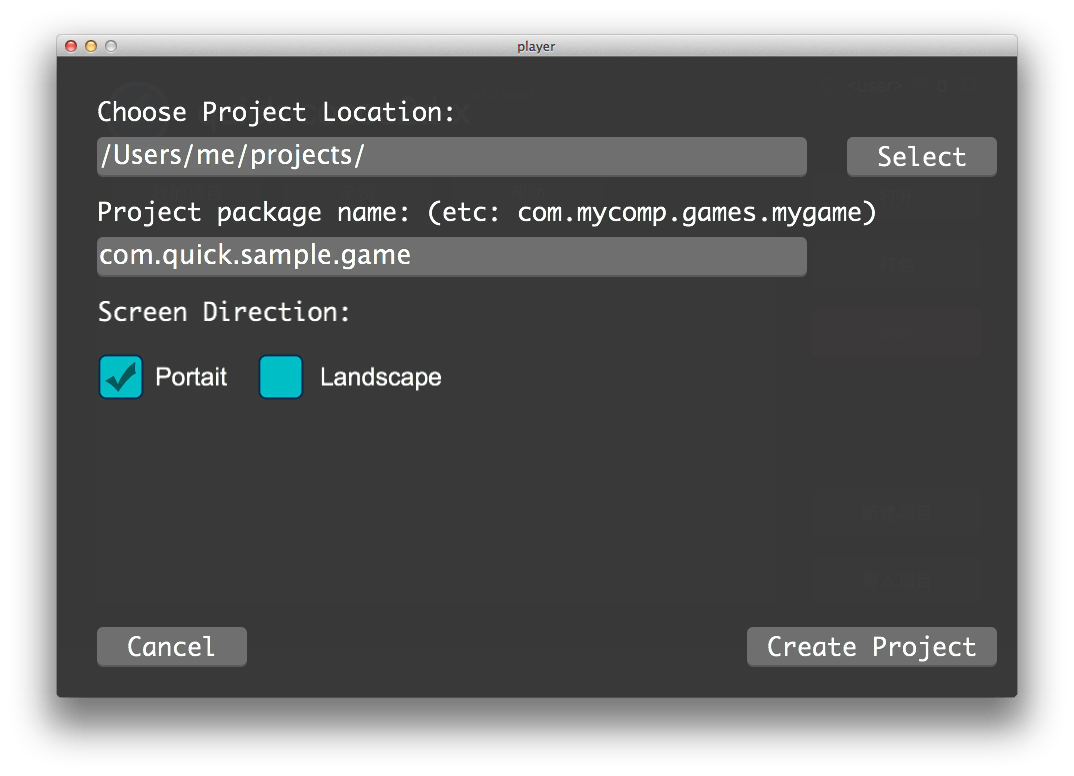 player
Choose Project Location:
/Users/me/projects/
Select
Project package name: (etc: com.mycomp.games.mygame)
com.quick.sample.game
Screen Direction:
Portait
Landscape
Cancel
Create Project